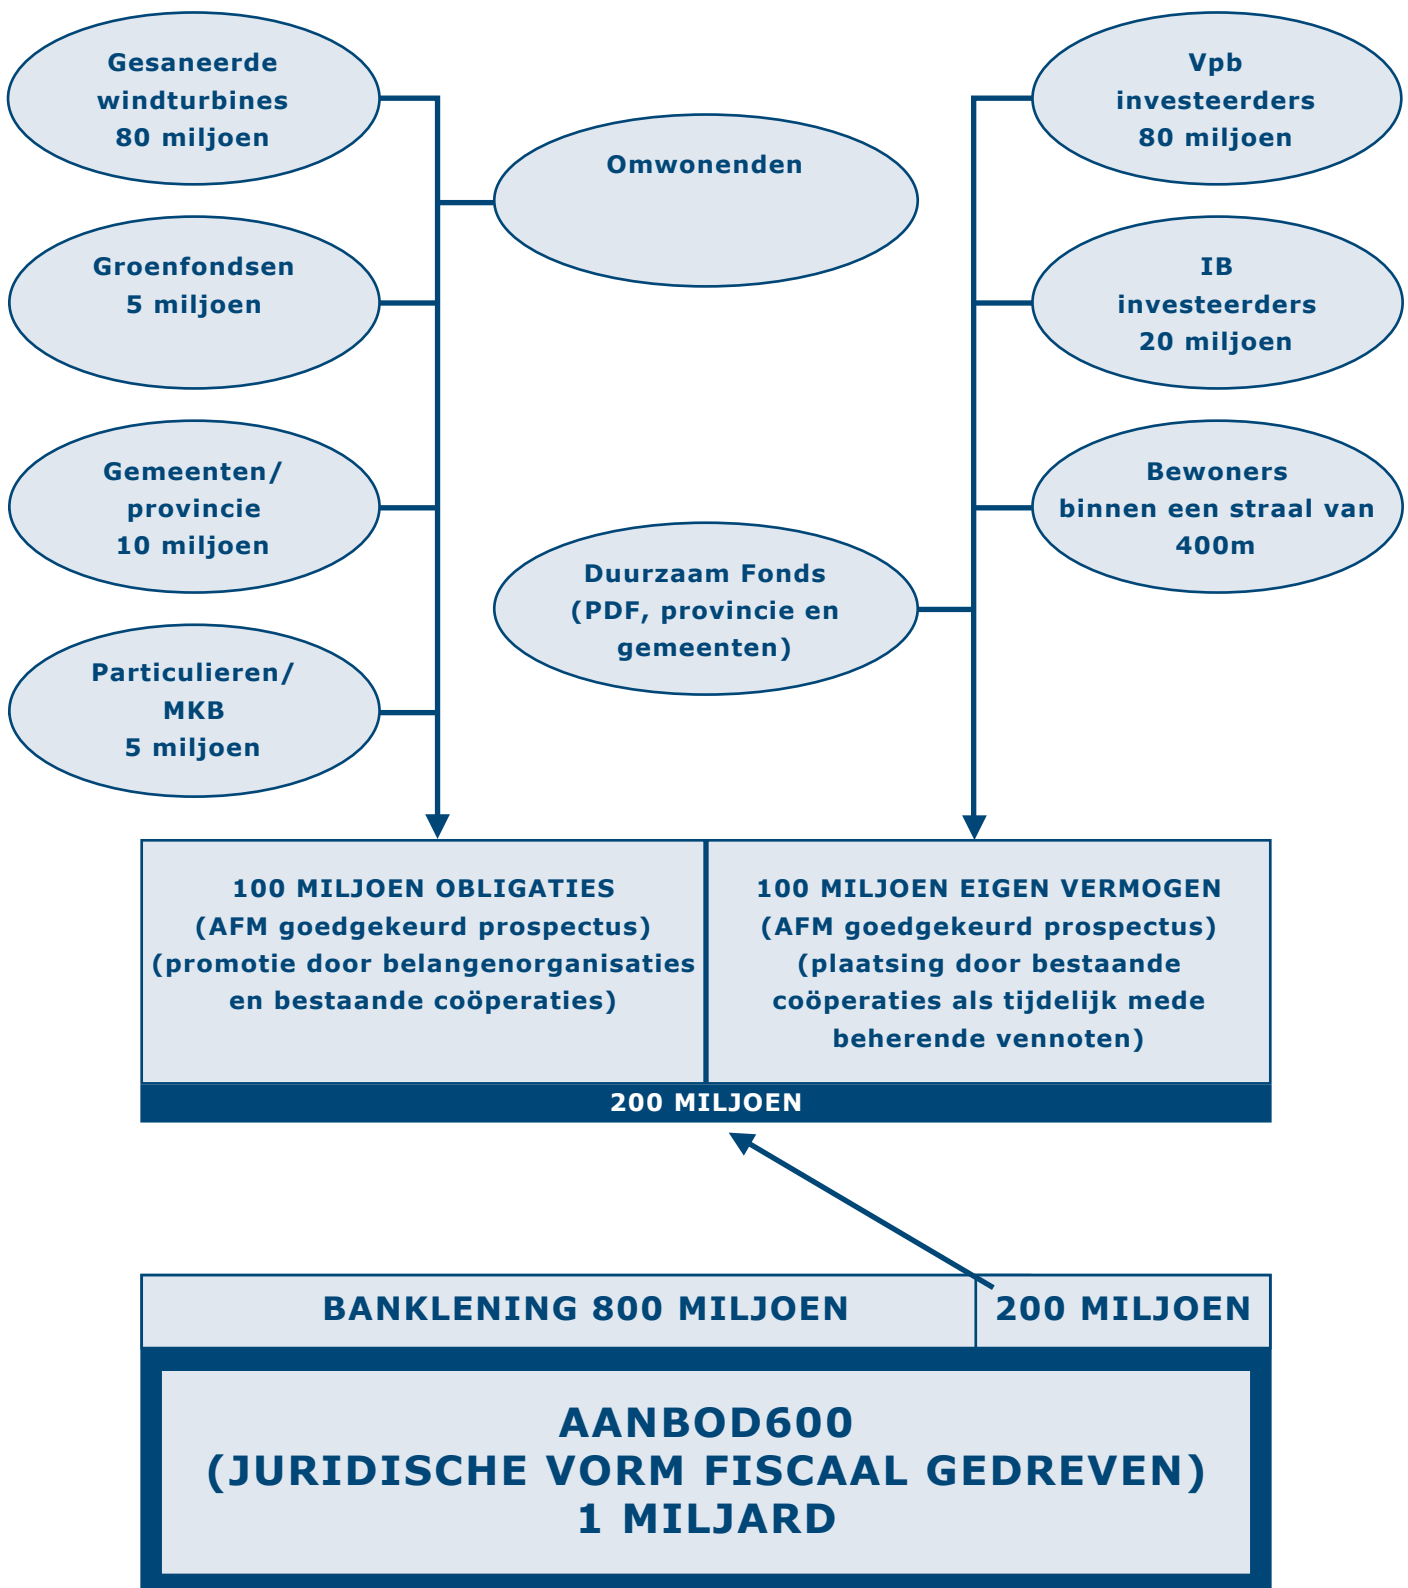 Gesaneerde
windturbines
80 miljoen
Omwonenden
Vpb
investeerders
80 miljoen
Groenfondsen
5 miljoen
IB
investeerders
20 miljoen
Gemeenten/
provincie
10 miljoen
Bewoners
binnen een straal van
400m
Duurzaam Fonds
(PDF, provincie en
gemeenten)
Particulieren/
MKB
5 miljoen
100 MILJOEN OBLIGATIES
(AFM goedgekeurd prospectus)
(promotie door belangenorganisaties
en bestaande coöperaties)
100 MILJOEN EIGEN VERMOGEN
(AFM goedgekeurd prospectus)
(plaatsing door bestaande
coöperaties als tijdelijk mede
beherende vennoten)
200 MILJOEN
BANKLENING 800 MILJOEN
200 MILJOEN
AANBOD600
(JURIDISCHE VORM FISCAAL GEDREVEN)
1 MILJARD